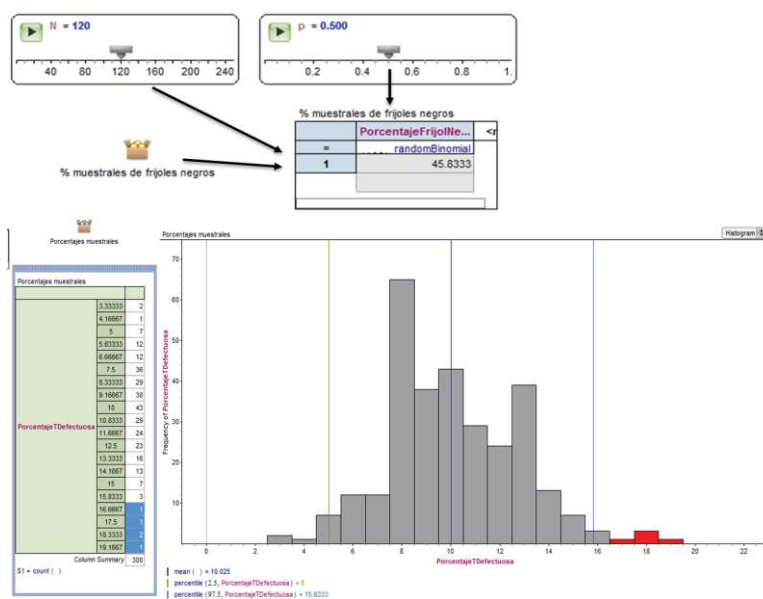 N = 120
40 80 120 160 200 240
p = 0.500
0.2 0.4 0.6 0.8 1.
% muestrales de frijoles negros
PorcentajeFrijolNe...
= randomBinomial
1 45.8333
% muestrales de frijoles negros
Porcentajes muestrales
Porcentajes muestrales
PorcentajeTDefectuosa
3.33333 2
4.16667 1
5 7
5.83333 12
6.66667 12
7.5 36
8.33333 29
9.16667 38
10 43
10.8333 29
11.6667 24
12.5 23
13.3333 16
14.1667 13
15 7
15.8333 3
16.6667 1
17.5 1
18.3333 2
19.1667 1
Column Summary 300
S1 = count ( )
Porcentajes muestrales
Histogram
Frequency of PorcentajeTDefectuosa
70
60
50
40
30
20
10
0 2 4 6 8 10 12 14 16 18 20 22
PorcentajeTDefectuosa
mean ( ) = 10.025
percentile (2.5, PorcentajeTDefectuosa) = 5
percentile (97.5, PorcentajeTDefectuosa) = 15.8333